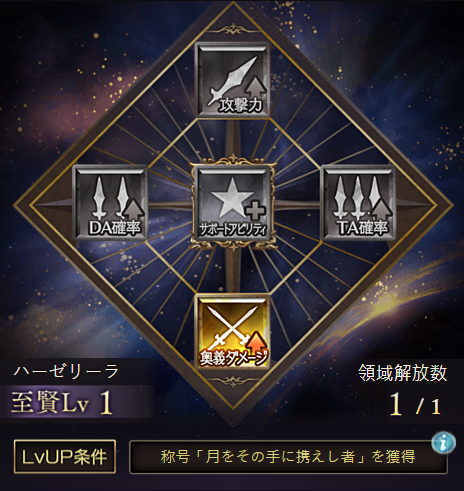 攻撃力
DA確率
サポートアビリティ
TA確率
奥義ダメージ
ハーゼリーラ
領域解放数
至賢Lv 1
1 / 1
LvUP条件
称号「月をその手に携えし者」を獲得